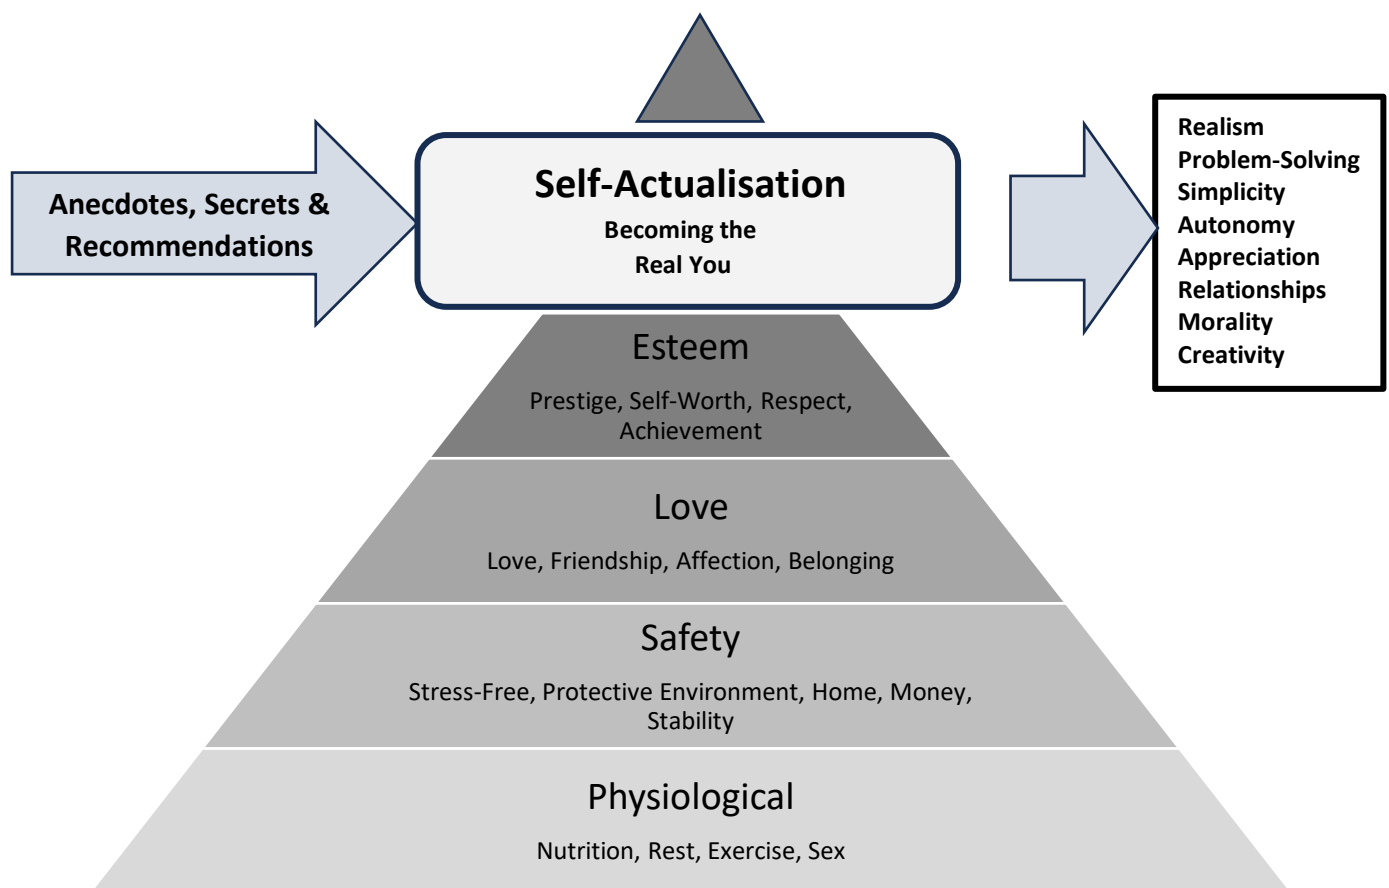 Anecdotes, Secrets &
Recommendations
Self-Actualisation
Becoming the
Real You
Realism
Problem-Solving
Simplicity
Autonomy
Appreciation
Relationships
Morality
Creativity
Esteem
Prestige, Self-Worth, Respect,
Achievement
Love
Love, Friendship, Affection, Belonging
Safety
Stress-Free, Protective Environment, Home, Money,
Stability
Physiological
Nutrition, Rest, Exercise, Sex